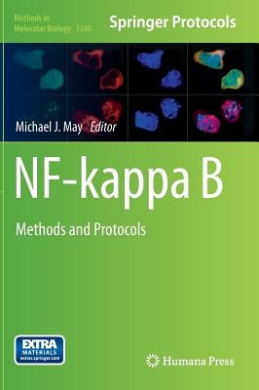 Methods in
Molecular Biology 1280
Springer Protocols
Michael J. May Editor
NF-kappa B
Methods and Protocols
EXTRA
MATERIALS
extras.springer.com
Humana Press